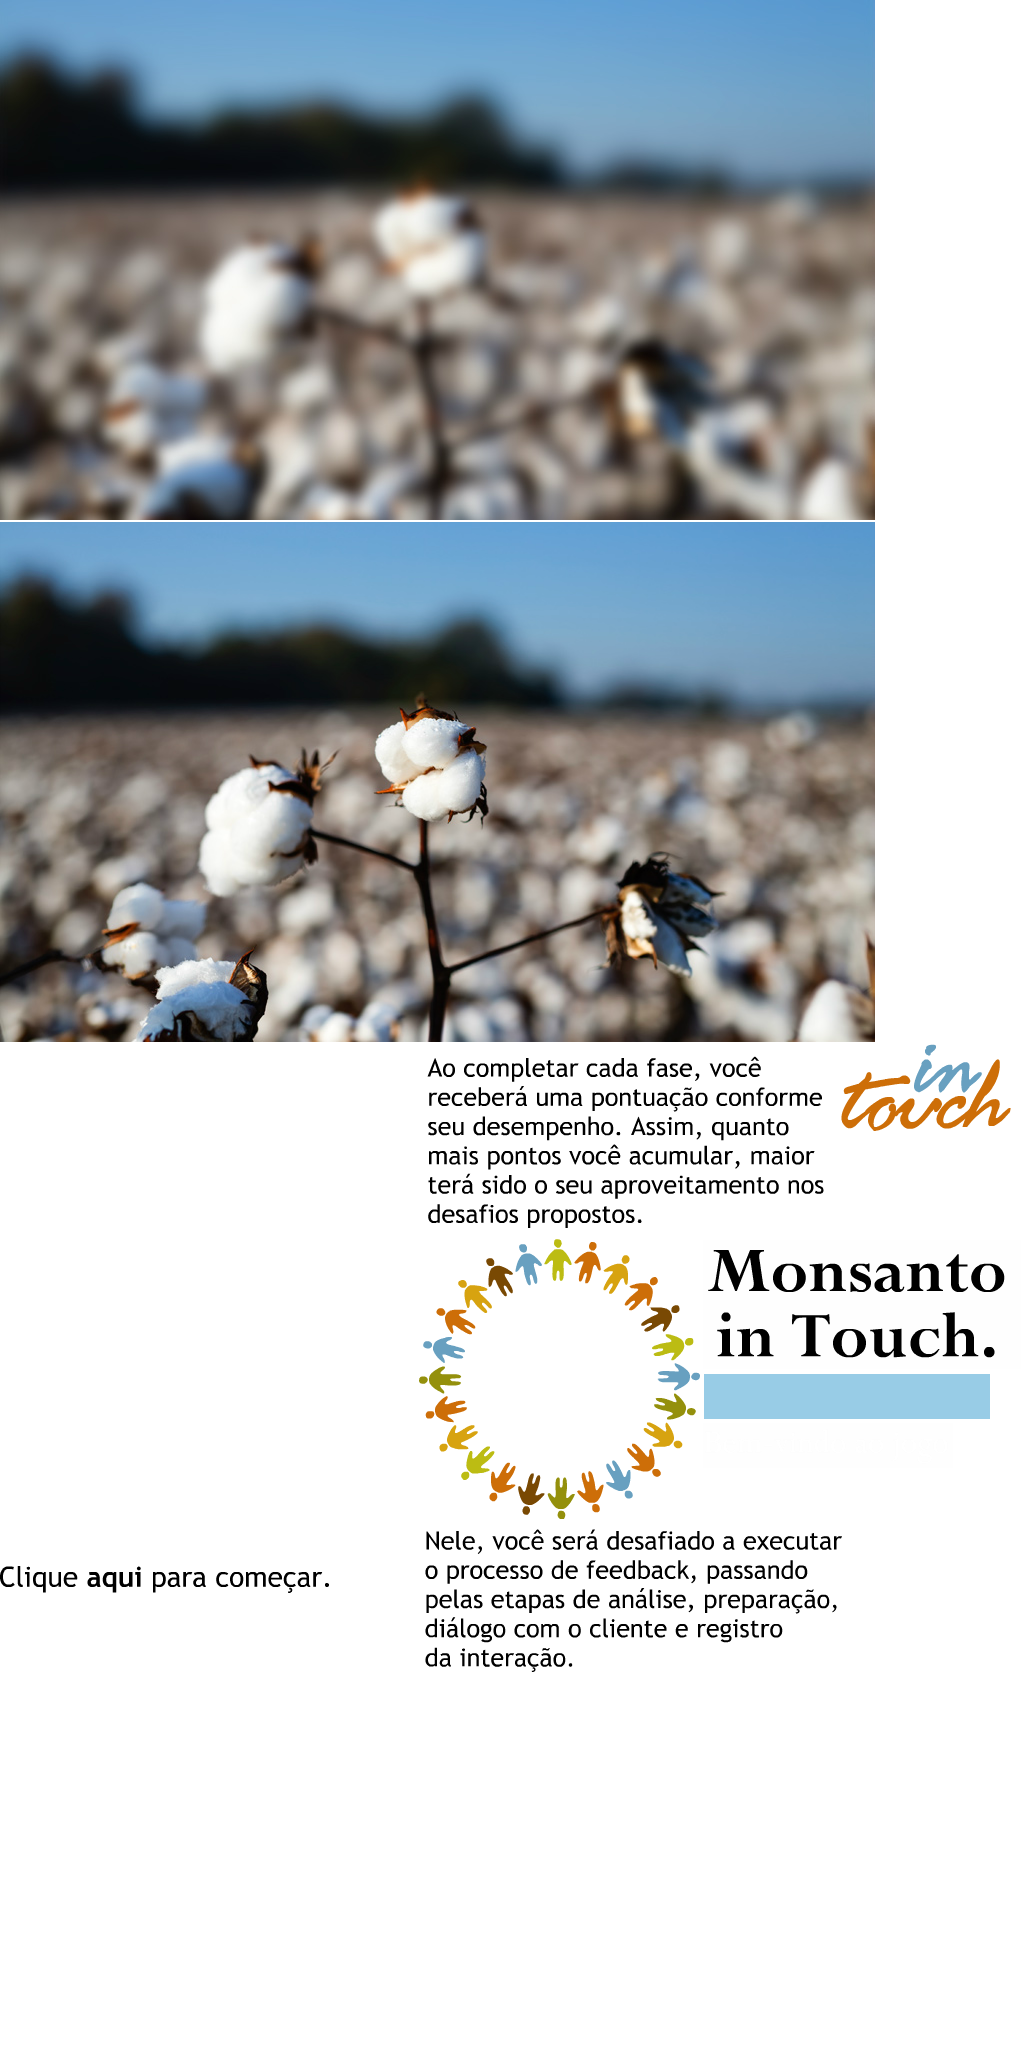 Ao completar cada fase, você
receberá uma pontuação conforme
seu desempenho. Assim, quanto
mais pontos você acumular, maior
terá sido o seu aproveitamento nos
desafios propostos.
in
touch
Monsanto
in Touch.
Clique aqui para começar.
Nele, você será desafiado a executar
o processo de feedback, passando
pelas etapas de análise, preparação,
diálogo com o cliente e registro
da interação.